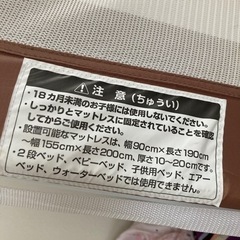 ⚠ 注意(ちゅうい)
・18カ月未満のお子様には使用しないでください。
・しっかりとマットレスに固定されていることを確認
してからご使用ください。
・設置可能なマットレスは、幅90cm×長さ190cm
～幅155cm×長さ200cm、厚さ10～20cmです。
・2段ベッド、ベビーベッド、子供用ベッド、エアー
ベッド、ウォーターベッドでは使用できません。